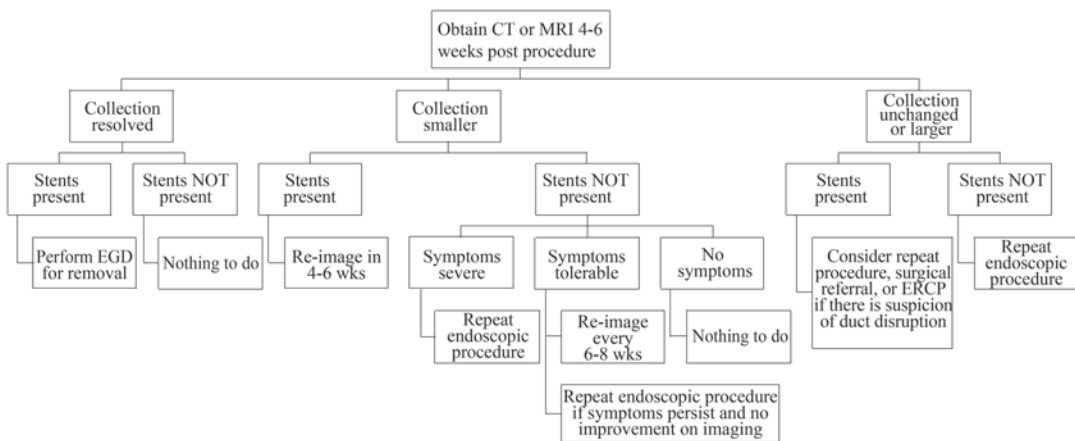 Obtain CT or MRI 4-6
weeks post procedure
Collection
resolved
Collection
smaller
Collection
unchanged
or larger
Stents
present
Stents NOT
present
Stents
present
Stents NOT
present
Stents
present
Stents NOT
present
Perform EGD
for removal
Nothing to do
Re-image in
4-6 wks
Symptoms
severe
Symptoms
tolerable
No
symptoms
Consider repeat
procedure, surgical
referral, or ERCP
if there is suspicion
of duct disruption
Repeat
endoscopic
procedure
Repeat
endoscopic
procedure
Re-image
every
6-8 wks
Nothing to do
Repeat endoscopic procedure
if symptoms persist and no
improvement on imaging